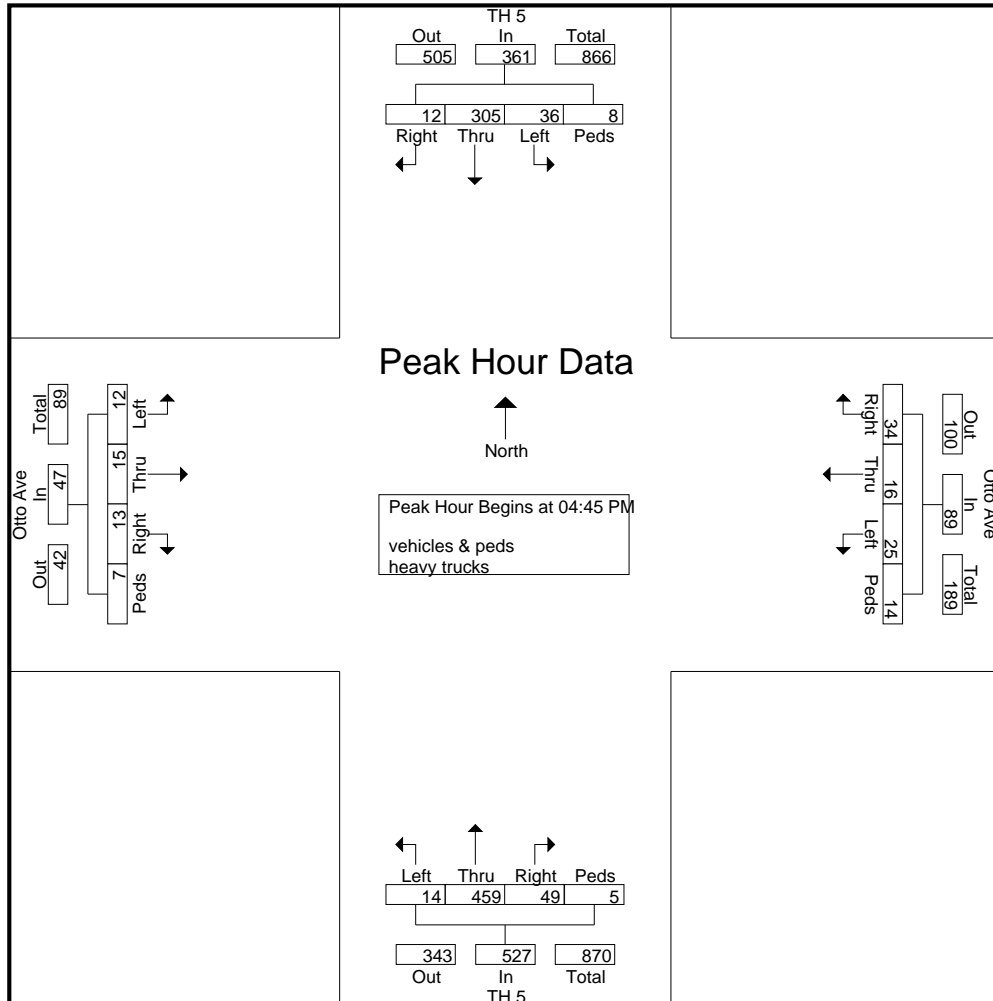 TH 5
Out In Total
505 361 866
12 305 36 8
Right Thru Left Peds
Peak Hour Data
North
Peak Hour Begins at 04:45 PM
vehicles & peds
heavy trucks
Otto Ave
Out In Total
42 47 89
12 15 13 7
Left Thru Right Peds
Otto Ave
Out In Total
100 89 189
34 16 25 14
Right Thru Left Peds
Left Thru Right Peds
14 459 49 5
343 527 870
Out In Total
TH 5